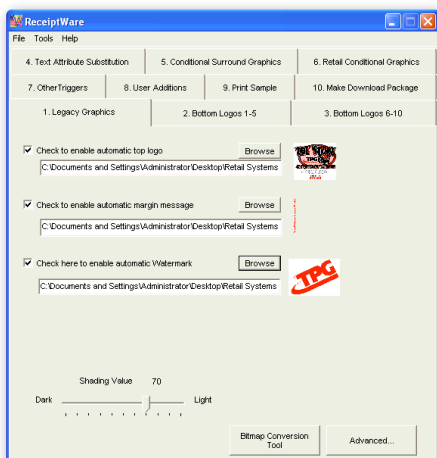 ReceiptWare
File Tools Help
4. Text Attribute Substitution 5. Conditional Surround Graphics 6. Retail Conditional Graphics
7. OtherTriggers 8. User Additions 9. Print Sample 10. Make Download Package
1. Legacy Graphics 2. Bottom Logos 1-5 3. Bottom Logos 6-10
Check to enable automatic top logo Browse
C:\Documents and Settings\Administrator\Desktop\Retail Systems
Check to enable automatic margin message Browse
C:\Documents and Settings\Administrator\Desktop\Retail Systems
Check here to enable automatic Watermark Browse
TPG
C:\Documents and Settings\Administrator\Desktop\Retail Systems
Shading Value 70
Dark Light
Bitmap Conversion
Tool
Advanced...